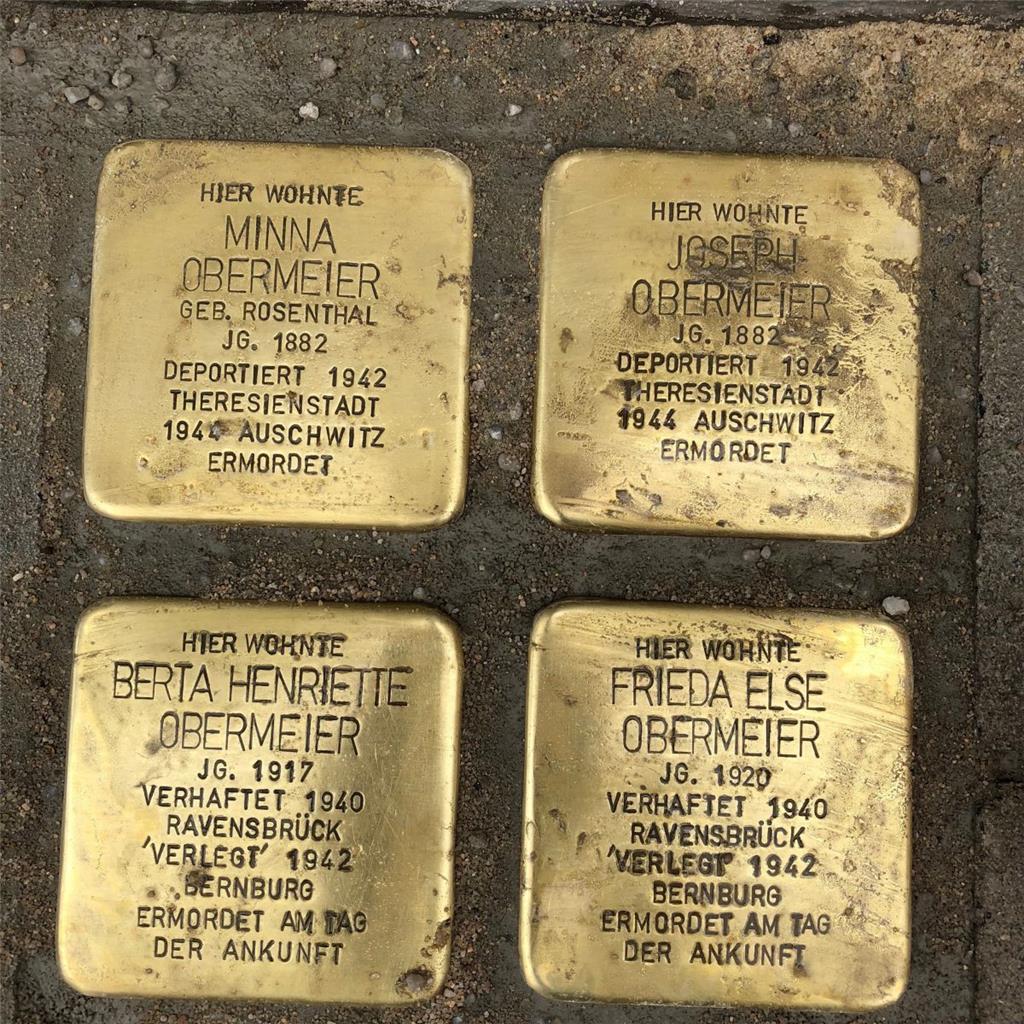 HIER WOHNTE
MINNA
OBERMEIER
GEB. ROSENTHAL
JG. 1882
DEPORTIERT 1942
THERESIENSTADT
1944 AUSCHWITZ
ERMORDET
HIER WOHNTE
JOSEPH
OBERMEIER
JG. 1882
DEPORTIERT 1942
THERESIENSTADT
1944 AUSCHWITZ
ERMORDET
HIER WOHNTE
BERTA HENRIETTE
OBERMEIER
JG. 1917
VERHAFTET 1940
RAVENSBRÜCK
'VERLEGT' 1942
BERNBURG
ERMORDET AM TAG
DER ANKUNFT
HIER WOHNTE
FRIEDA ELSE
OBERMEIER
JG. 1920
VERHAFTET 1940
RAVENSBRÜCK
'VERLEGT' 1942
BERNBURG
ERMORDET AM TAG
DER ANKUNFT